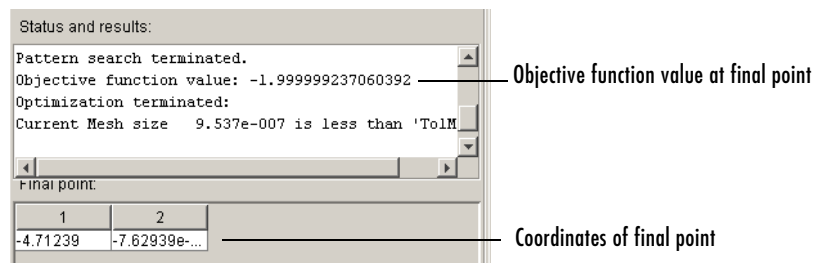 Status and results:
Pattern search terminated.
Objective function value: -1.999999237060392
Objective function value at final point
Optimization terminated:
Current Mesh size 9.537e-007 is less than 'TolM
Final point:
1 2
-4.71239 -7.62939e-...
Coordinates of final point